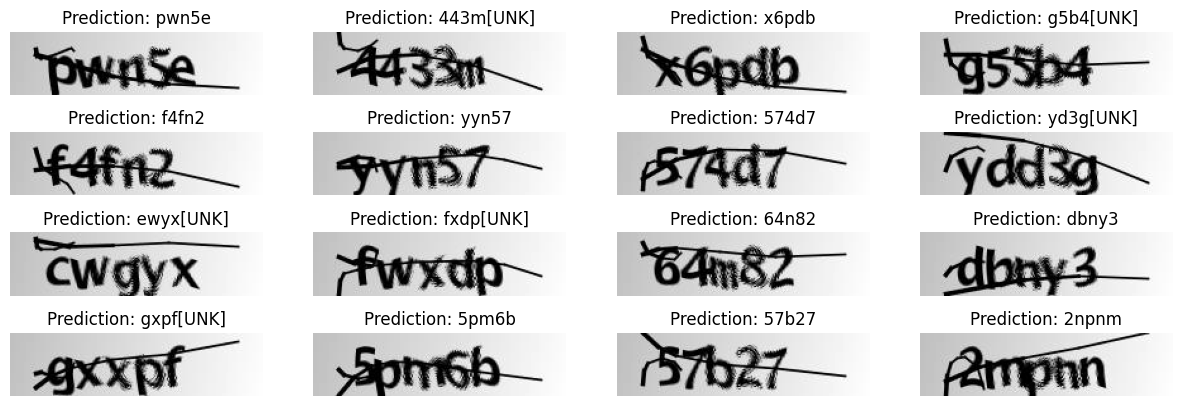 Prediction: pwn5e Prediction: 443m[UNK] Prediction: x6pdb Prediction: g5b4[UNK]
pwn5e 4433m x6pdb g55b4
Prediction: f4fn2 Prediction: yyn57 Prediction: 574d7 Prediction: yd3g[UNK]
f4fn2 yyn57 574d7 ydd3g
Prediction: ewyx[UNK] Prediction: fxdp[UNK] Prediction: 64n82 Prediction: dbny3
cwgyx fwxdp 64m82 dbny3
Prediction: gxpf[UNK] Prediction: 5pm6b Prediction: 57b27 Prediction: 2npnm
gxxpf 5pm6b 57b27 2mpnn